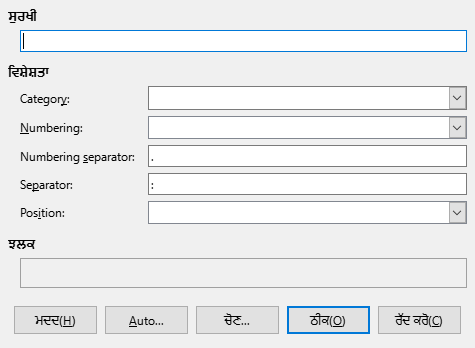 ਸੁਰਖੀ
ਵਿਸ਼ੇਸ਼ਤਾ
Category:
Numbering:
Numbering separator: .
Separator: :
Position:
ਝਲਕ
ਮਦਦ(H) Auto... ਚੋਣ... ਠੀਕ(O) ਰੱਦ ਕਰੋ(C)